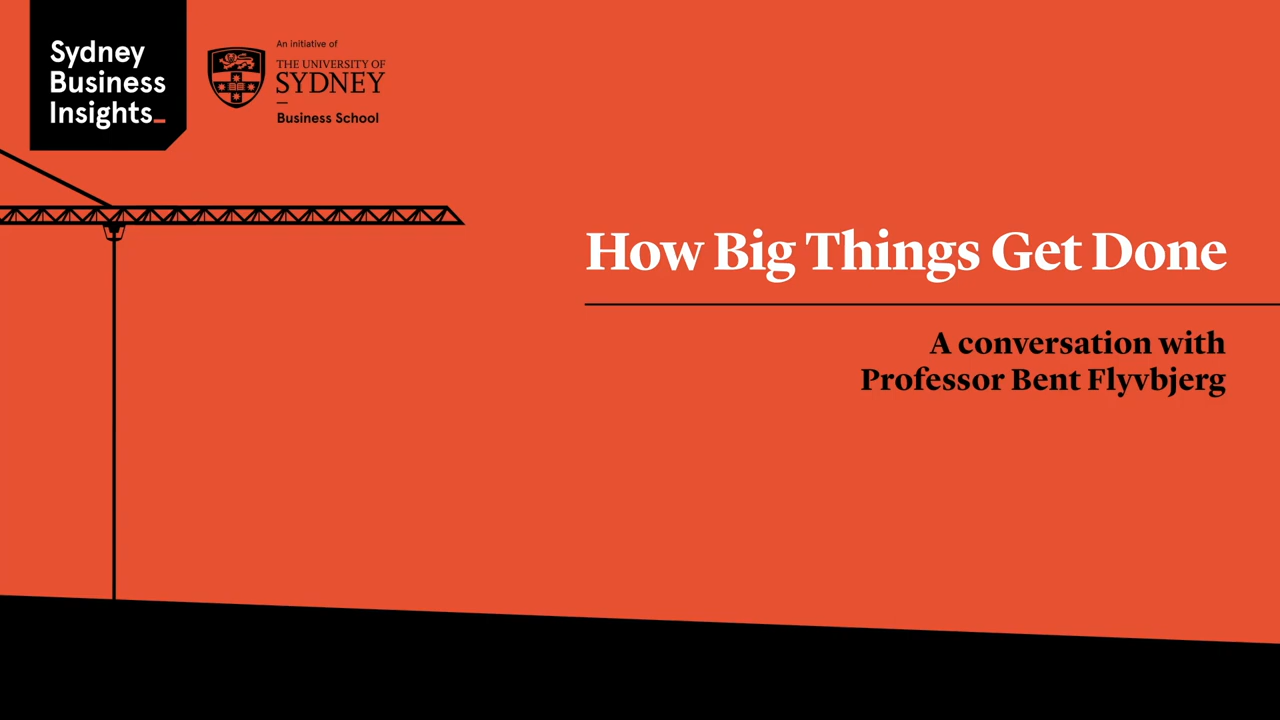 Sydney
Business
Insights_
An initiative of
THE UNIVERSITY OF
SYDNEY
Business School
How Big Things Get Done
A conversation with
Professor Bent Flyvbjerg